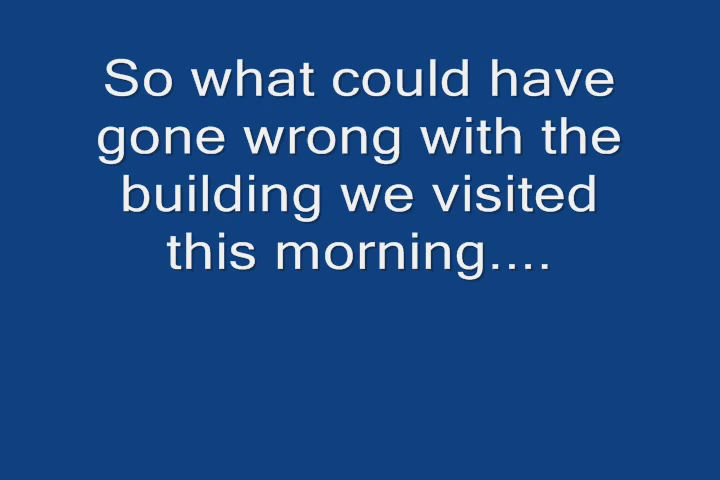 So what could have
gone wrong with the
building we visited
this morning....